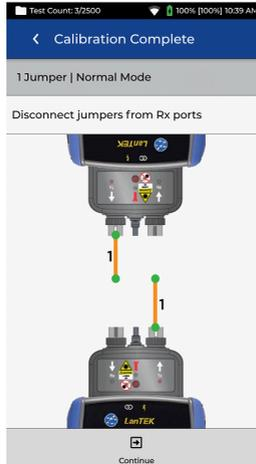 Test Count: 3/2500 100% [100%] 10:39 AM
Calibration Complete
1 Jumper | Normal Mode
Disconnect jumpers from Rx ports
LanTEK
1
1
LanTEK
Continue